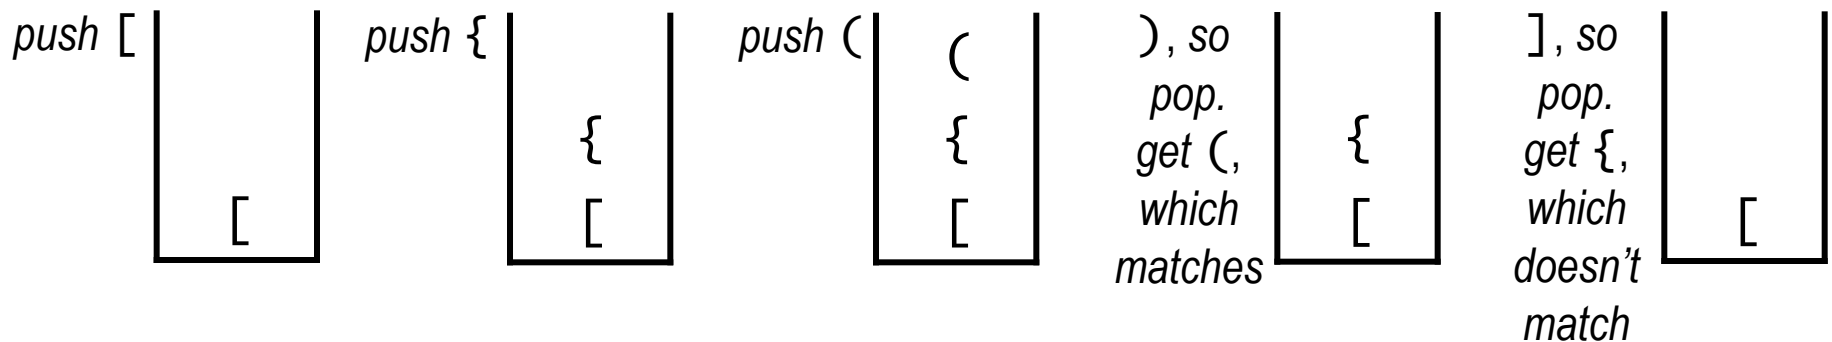 push [
[
push {
{
[
push (
(
{
[
), so
pop.
get (,
which
matches
{
[
], so
pop.
get {,
which
doesn't
match
[